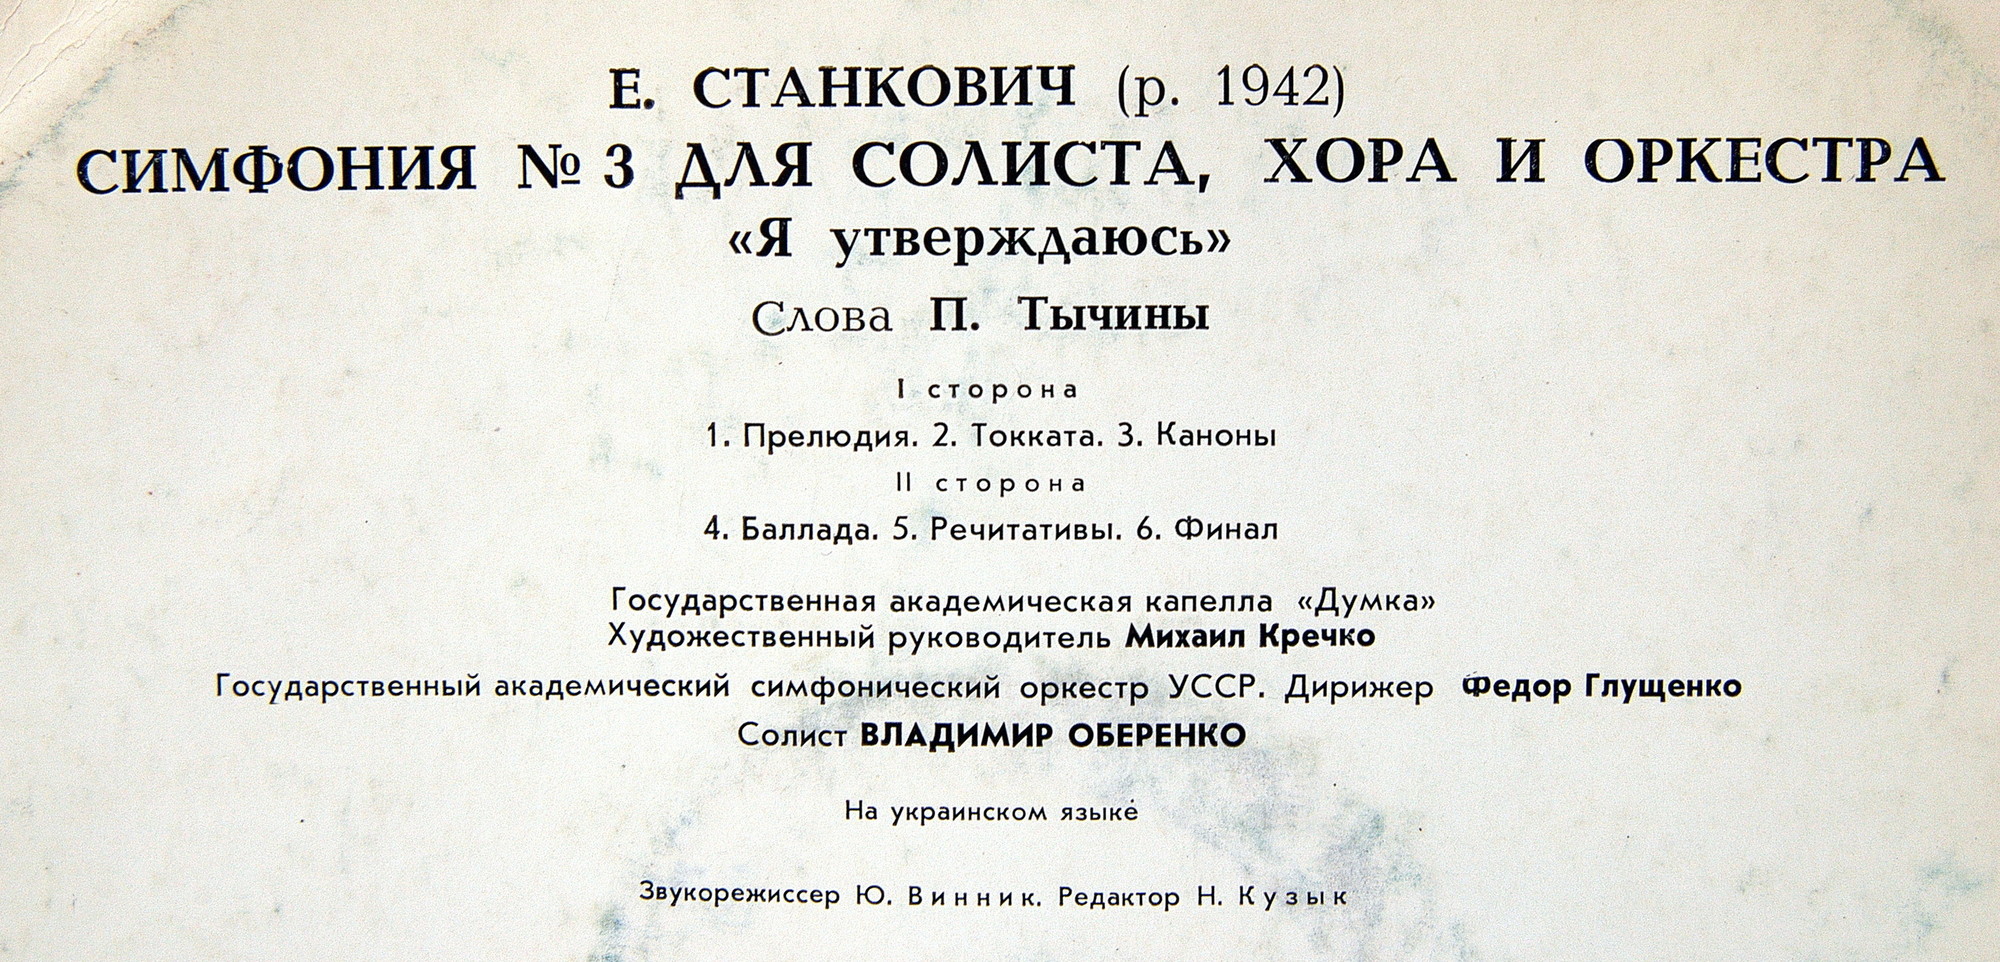 Е. СТАНКОВИЧ (р. 1942)
СИМФОНИЯ № 3 ДЛЯ СОЛИСТА, ХОРА И ОРКЕСТРА
«Я утверждаюсь»
Слова П. Тычины
I сторона
1. Прелюдия. 2. Токката. 3. Каноны
II сторона
4. Баллада. 5. Речитативы. 6. Финал
Государственная академическая капелла «Думка»
Художественный руководитель Михаил Кречко
Государственный академический симфонический оркестр УССР. Дирижер Федор Глущенко
Солист ВЛАДИМИР ОБЕРЕНКО
На украинском языке
Звукорежиссер Ю. Винник. Редактор Н. Кузык